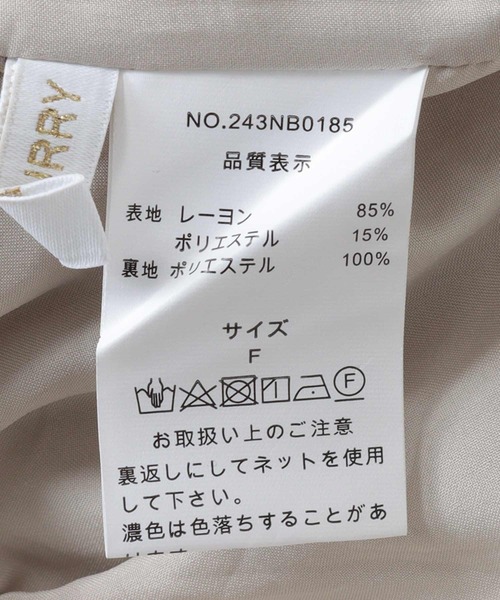 URRY
NO.243NB0185
品質表示
表地 レーヨン 85%
ポリエステル 15%
裏地 ポリエステル 100%
サイズ
F
F
お取扱い上のご注意
裏返しにしてネットを使用
して下さい。
濃色は色落ちすることがあ